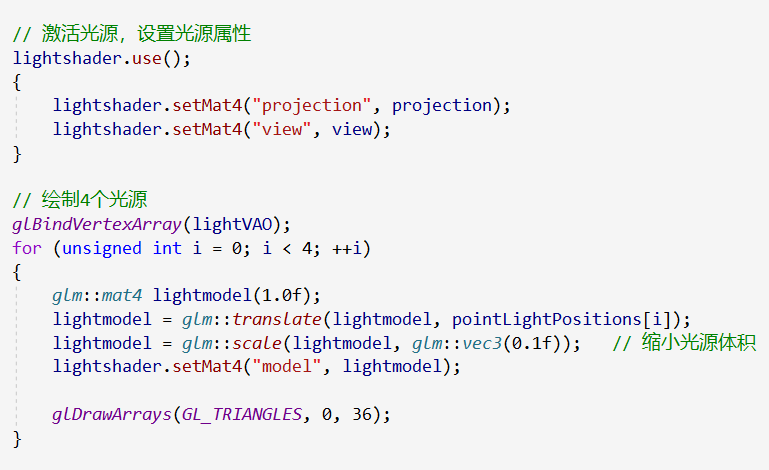 // 激活光源，设置光源属性
lightshader.use();
{
    lightshader.setMat4("projection", projection);
    lightshader.setMat4("view", view);
}
// 绘制4个光源
glBindVertexArray(lightVAO);
for (unsigned int i = 0; i < 4; ++i)
{
    glm::mat4 lightmodel(1.0f);
    lightmodel = glm::translate(lightmodel, pointLightPositions[i]);
    lightmodel = glm::scale(lightmodel, glm::vec3(0.1f));   // 缩小光源体积
    lightshader.setMat4("model", lightmodel);
    glDrawArrays(GL_TRIANGLES, 0, 36);
}